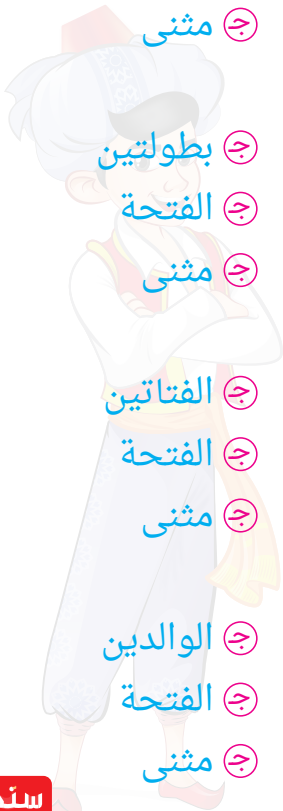 ج مثنى
ج بطولتين
ج الفتحة
ج مثنى
ج الفتاتين
ج الفتحة
ج مثنى
ج الوالدين
ج الفتحة
ج مثنى